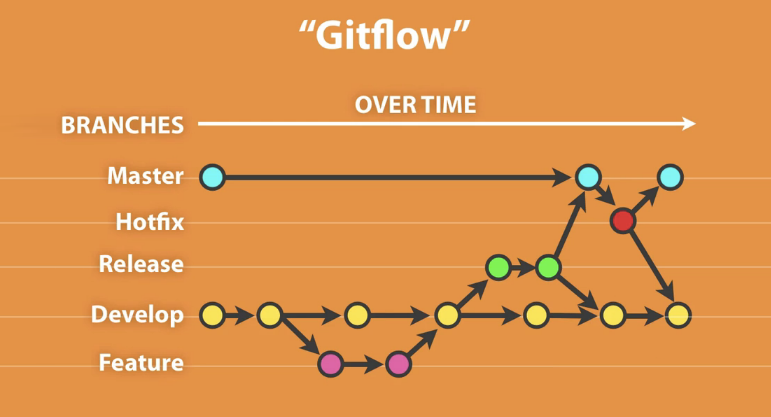 “Gitflow”
OVER TIME
BRANCHES
Master
Hotfix
Release
Develop
Feature